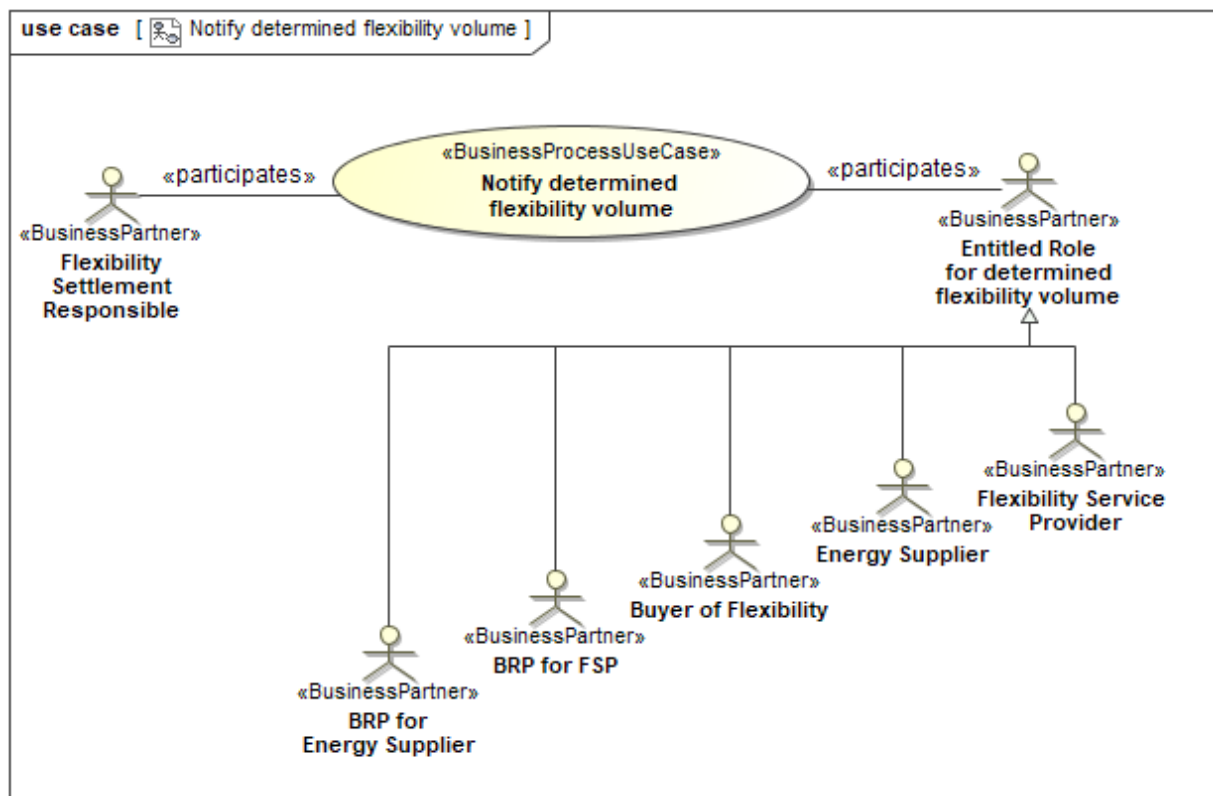 use case [ Notify determined flexibility volume ]
«BusinessProcessUseCase»
Notify determined
flexibility volume
«participates»
«participates»
«BusinessPartner»
Flexibility
Settlement
Responsible
«BusinessPartner»
Entitled Role
for determined
flexibility volume
«BusinessPartner»
Flexibility Service
Provider
«BusinessPartner»
Energy Supplier
«BusinessPartner»
Buyer of Flexibility
«BusinessPartner»
BRP for FSP
«BusinessPartner»
BRP for
Energy Supplier